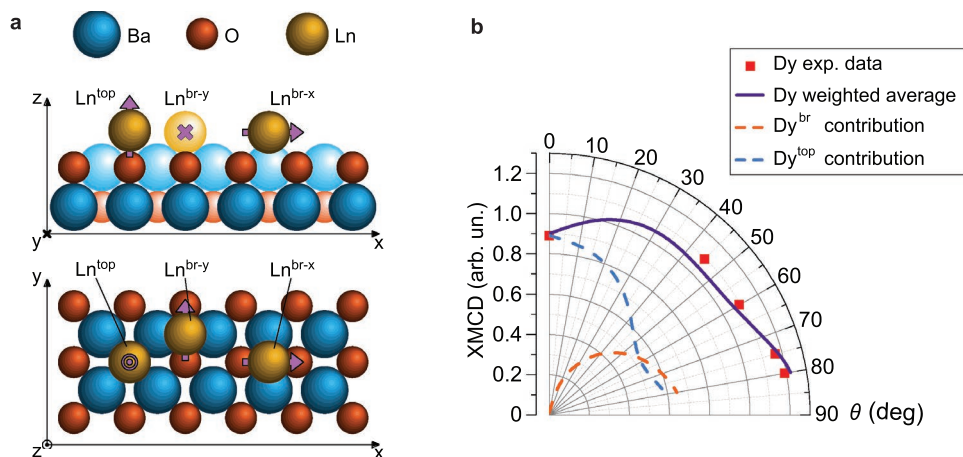 a
Ba
O
Ln
z
Ln^top
Ln^br-y
Ln^br-x
y
x
y
Ln^top
Ln^br-y
Ln^br-x
z
x
b
Dy exp. data
Dy weighted average
Dy^br contribution
Dy^top contribution
XMCD (arb. un.)
1.2
1.0
0.8
0.6
0.4
0.2
0
0
10
20
30
40
50
60
70
80
90
θ (deg)